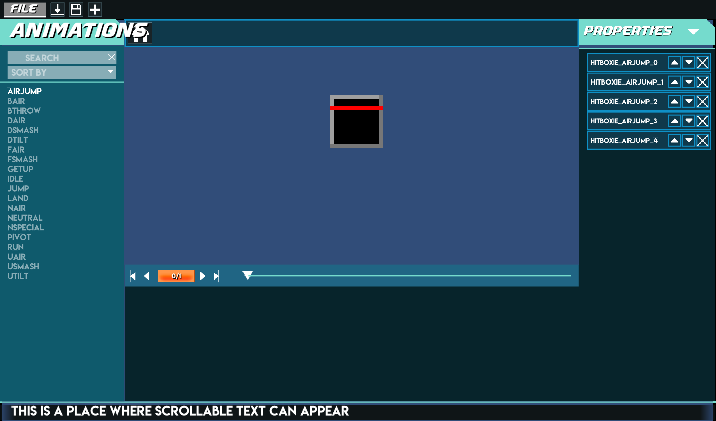 FILE
ANIMATIONS
SEARCH
SORT BY
AIRJUMP
BAIR
BTHROW
DAIR
DSMASH
DTILT
FAIR
FSMASH
GETUP
IDLE
JUMP
LAND
NAIR
NEUTRAL
NSPECIAL
PIVOT
RUN
UAIR
USMASH
UTILT
0/1
PROPERTIES
HITBOXIE_AIRJUMP_0
HITBOXIE_AIRJUMP_1
HITBOXIE_AIRJUMP_2
HITBOXIE_AIRJUMP_3
HITBOXIE_AIRJUMP_4
THIS IS A PLACE WHERE SCROLLABLE TEXT CAN APPEAR